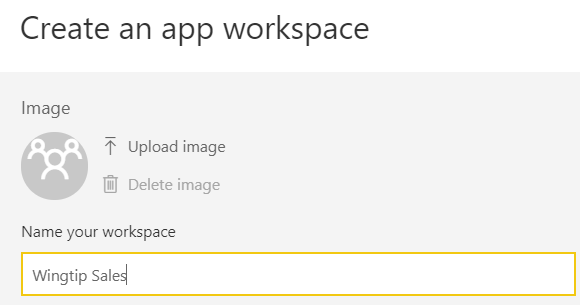 Create an app workspace
Image
Upload image
Delete image
Name your workspace
Wingtip Sales